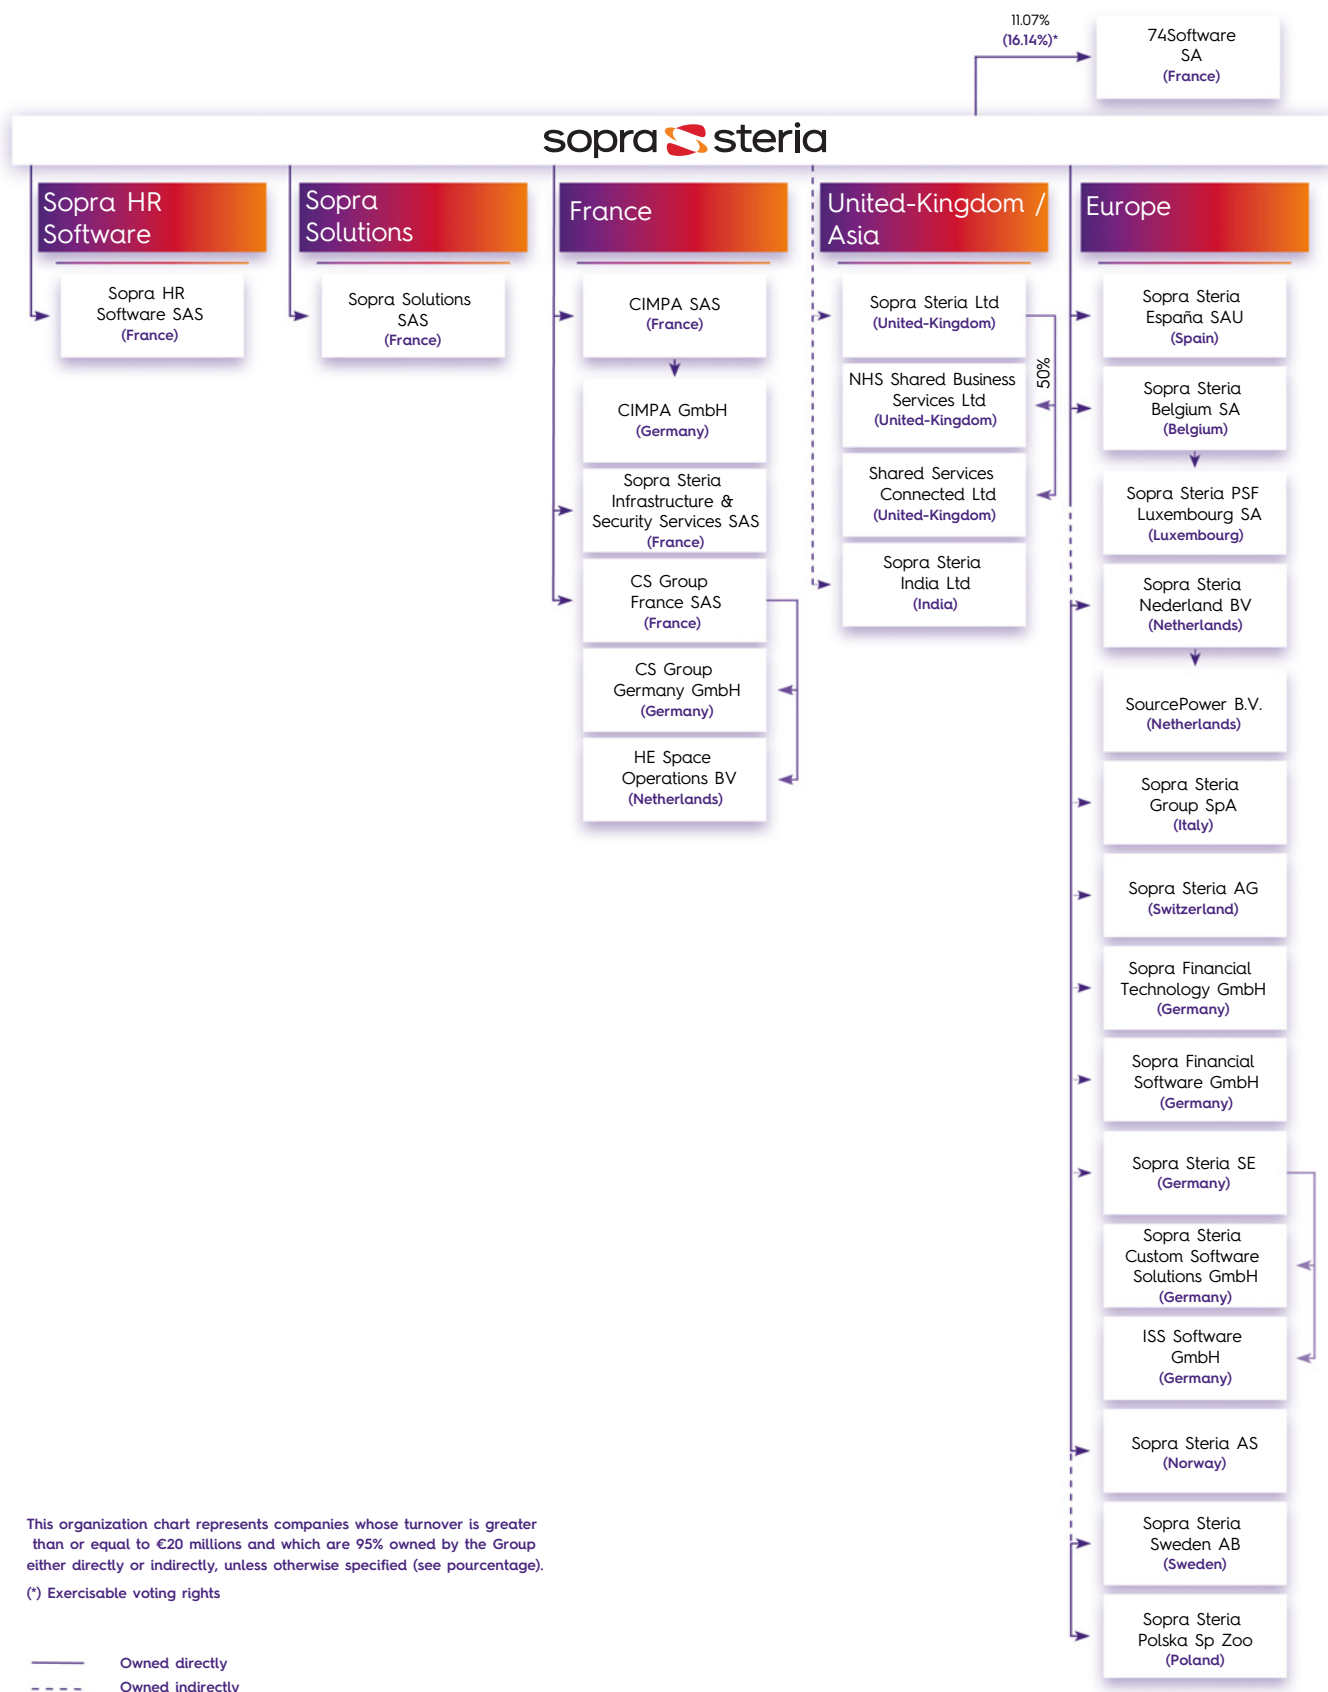 11.07%
(16.14%)*
74Software
SA
(France)
sopra steria
Sopra HR
Software
Sopra HR
Software SAS
(France)
Sopra
Solutions
Sopra Solutions
SAS
(France)
France
CIMPA SAS
(France)
CIMPA GmbH
(Germany)
Sopra Steria
Infrastructure &
Security Services SAS
(France)
CS Group
France SAS
(France)
CS Group
Germany GmbH
(Germany)
HE Space
Operations BV
(Netherlands)
United-Kingdom /
Asia
Sopra Steria Ltd
(United-Kingdom)
50%
NHS Shared Business
Services Ltd
(United-Kingdom)
Shared Services
Connected Ltd
(United-Kingdom)
Sopra Steria
India Ltd
(India)
Europe
Sopra Steria
España SAU
(Spain)
Sopra Steria
Belgium SA
(Belgium)
Sopra Steria PSF
Luxembourg SA
(Luxembourg)
Sopra Steria
Nederland BV
(Netherlands)
SourcePower B.V.
(Netherlands)
Sopra Steria
Group SpA
(Italy)
Sopra Steria AG
(Switzerland)
Sopra Financial
Technology GmbH
(Germany)
Sopra Financial
Software GmbH
(Germany)
Sopra Steria SE
(Germany)
Sopra Steria
Custom Software
Solutions GmbH
(Germany)
ISS Software
GmbH
(Germany)
Sopra Steria AS
(Norway)
Sopra Steria
Sweden AB
(Sweden)
Sopra Steria
Polska Sp Zoo
(Poland)
This organization chart represents companies whose turnover is greater
than or equal to €20 millions and which are 95% owned by the Group
either directly or indirectly, unless otherwise specified (see pourcentage).
(*) Exercisable voting rights
Owned directly
Owned indirectly